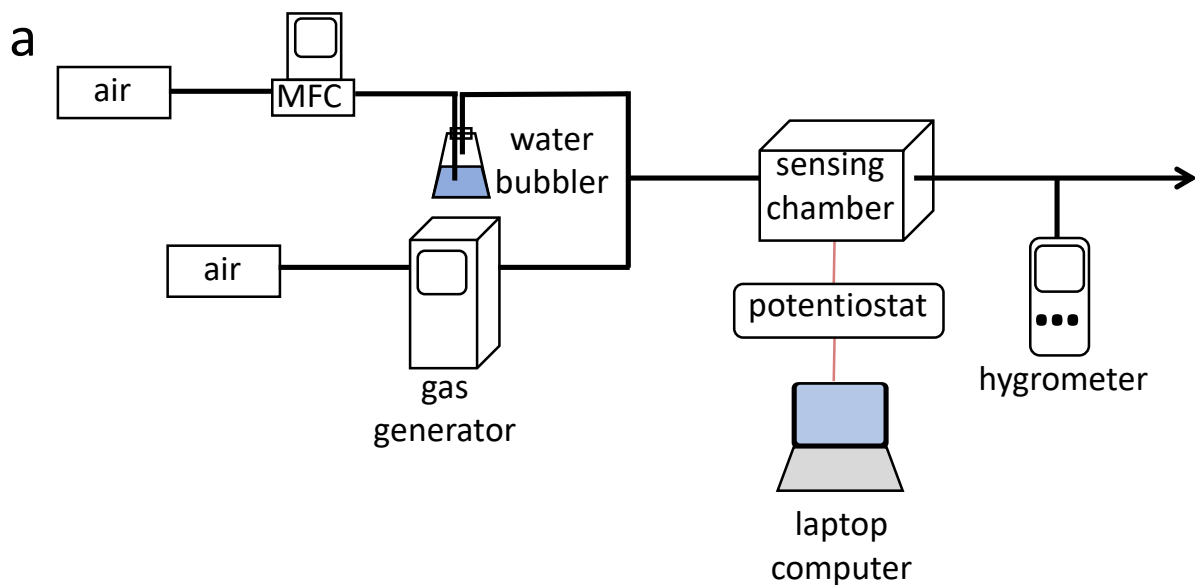 a
air
MFC
water
bubbler
air
gas
generator
sensing
chamber
potentiostat
laptop
computer
hygrometer